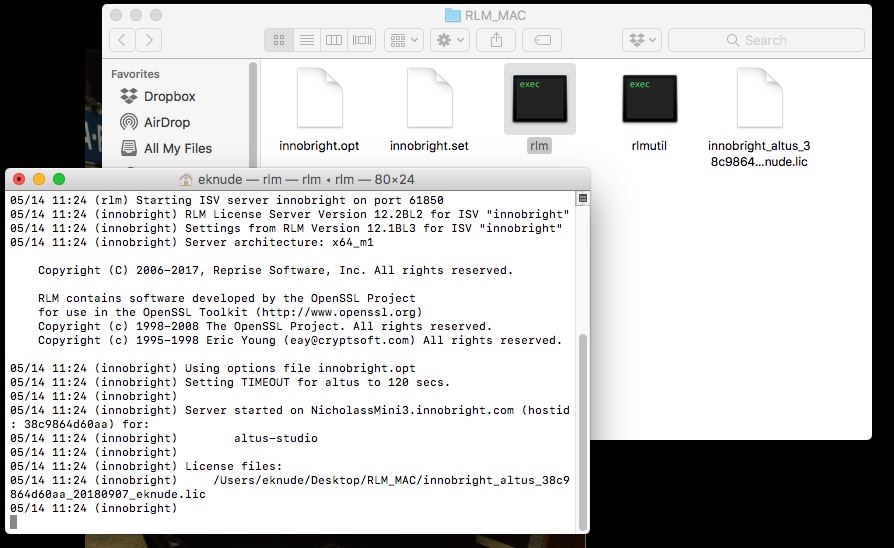 RLM_MAC
Search
Favorites
Dropbox
AirDrop
All My Files
exec
exec
innobright.opt
innobright.set
rlm
rlmutil
innobright_altus_3
8c9864...nude.lic
eknude — rlm — rlm ◂ rlm — 80×24
05/14 11:24 (rlm) Starting ISV server innobright on port 61850
05/14 11:24 (innobright) RLM License Server Version 12.2BL2 for ISV "innobright"
05/14 11:24 (innobright) Settings from RLM Version 12.1BL3 for ISV "innobright"
05/14 11:24 (innobright) Server architecture: x64_m1
Copyright (C) 2006-2017, Reprise Software, Inc. All rights reserved.
RLM contains software developed by the OpenSSL Project
for use in the OpenSSL Toolkit (http://www.openssl.org)
Copyright (c) 1998-2008 The OpenSSL Project. All rights reserved.
Copyright (c) 1995-1998 Eric Young (eay@cryptsoft.com) All rights reserved.
05/14 11:24 (innobright) Using options file innobright.opt
05/14 11:24 (innobright) Setting TIMEOUT for altus to 120 secs.
05/14 11:24 (innobright)
05/14 11:24 (innobright) Server started on NicholassMini3.innobright.com (hostid
: 38c9864d60aa) for:
05/14 11:24 (innobright) altus-studio
05/14 11:24 (innobright)
05/14 11:24 (innobright) License files:
05/14 11:24 (innobright) /Users/eknude/Desktop/RLM_MAC/innobright_altus_38c9
864d60aa_20180907_eknude.lic
05/14 11:24 (innobright)